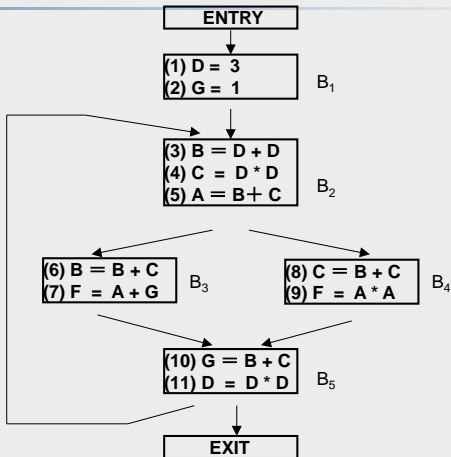 ENTRY
(1) D = 3
(2) G = 1
B1
(3) B = D + D
(4) C = D * D
(5) A = B+ C
B2
(6) B = B + C
(7) F = A + G
B3
(8) C = B + C
(9) F = A * A
B4
(10) G = B + C
(11) D = D * D
B5
EXIT